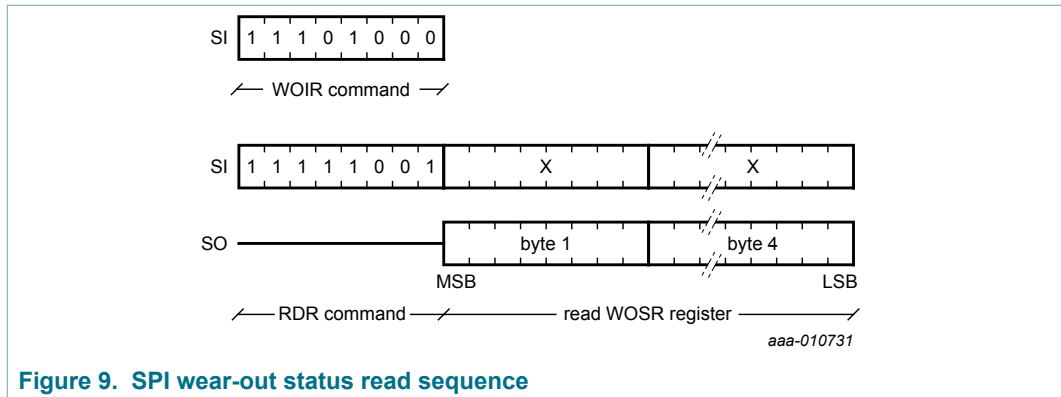 SI 1 1 1 0 1 0 0 0
WOIR command
SI 1 1 1 1 1 0 0 1 X X
SO byte 1 byte 4
MSB LSB
RDR command read WOSR register
aaa-010731
Figure 9. SPI wear-out status read sequence